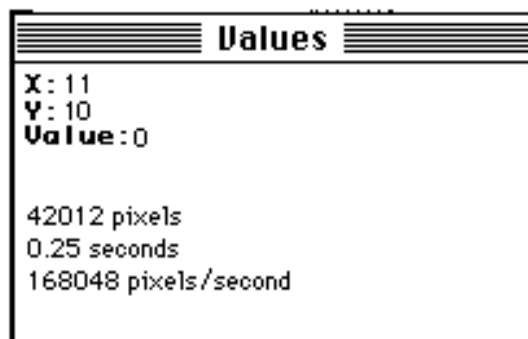 Values
X: 11
Y: 10
Value: 0
42012 pixels
0.25 seconds
168048 pixels/second